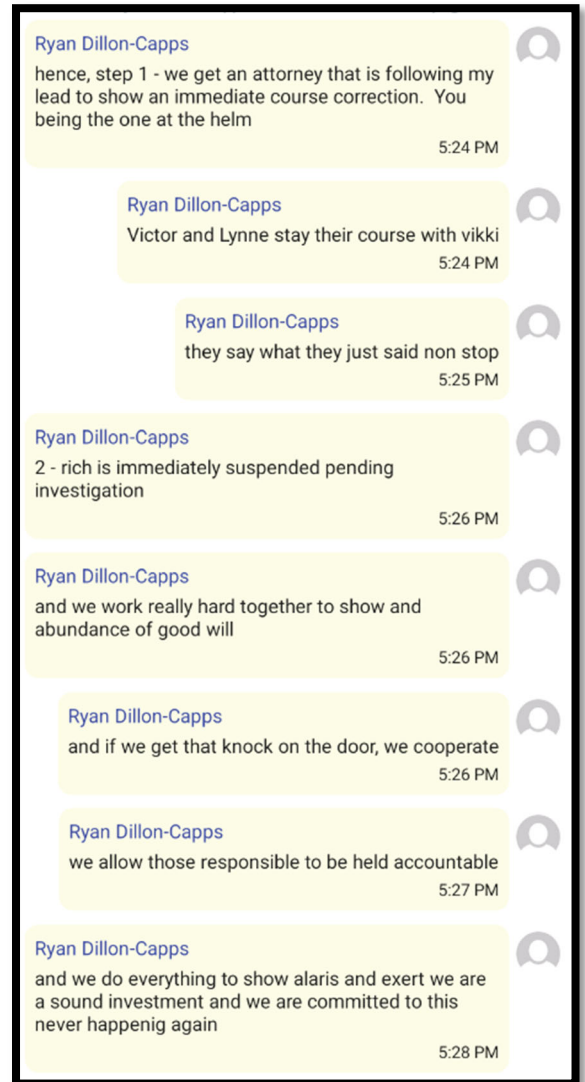 Ryan Dillon-Capps
hence, step 1 - we get an attorney that is following my
lead to show an immediate course correction.  You
being the one at the helm
5:24 PM
Ryan Dillon-Capps
Victor and Lynne stay their course with vikki
5:24 PM
Ryan Dillon-Capps
they say what they just said non stop
5:25 PM
Ryan Dillon-Capps
2 - rich is immediately suspended pending
investigation
5:26 PM
Ryan Dillon-Capps
and we work really hard together to show and
abundance of good will
5:26 PM
Ryan Dillon-Capps
and if we get that knock on the door, we cooperate
5:26 PM
Ryan Dillon-Capps
we allow those responsible to be held accountable
5:27 PM
Ryan Dillon-Capps
and we do everything to show alaris and exert we are
a sound investment and we are committed to this
never happenig again
5:28 PM